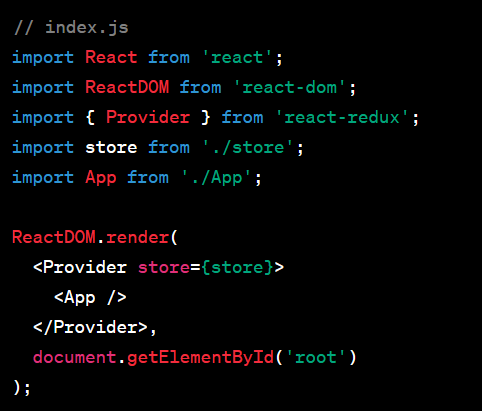 // index.js
import React from 'react';
import ReactDOM from 'react-dom';
import { Provider } from 'react-redux';
import store from './store';
import App from './App';

ReactDOM.render(
  <Provider store={store}>
    <App />
  </Provider>,
  document.getElementById('root')
);